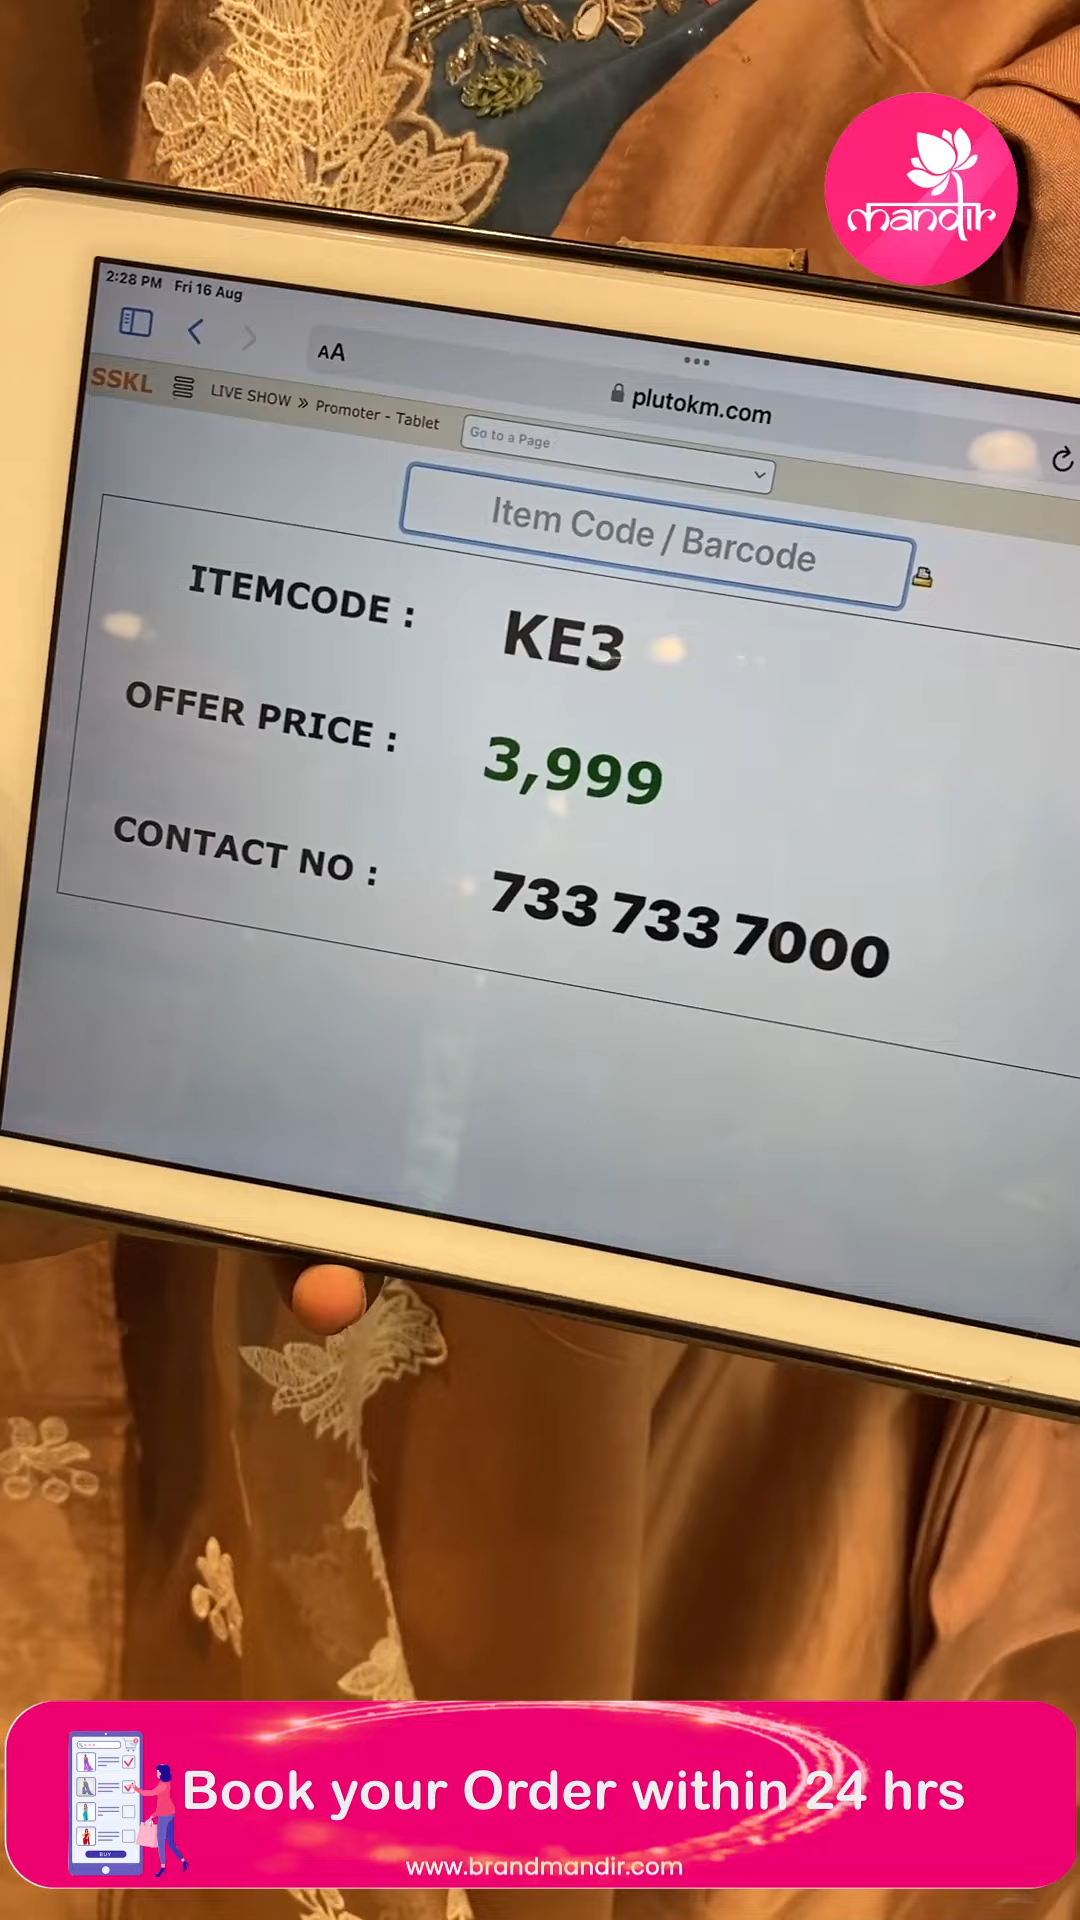 mandir
2:28 PM Fri 16 Aug
AA
plutokm.com
SSKL
LIVE SHOW » Promoter - Tablet
Go to a Page
Item Code / Barcode
ITEMCODE : KE3
OFFER PRICE : 3,999
CONTACT NO : 733 733 7000
BUY
Book your Order within 24 hrs
www.brandmandir.com